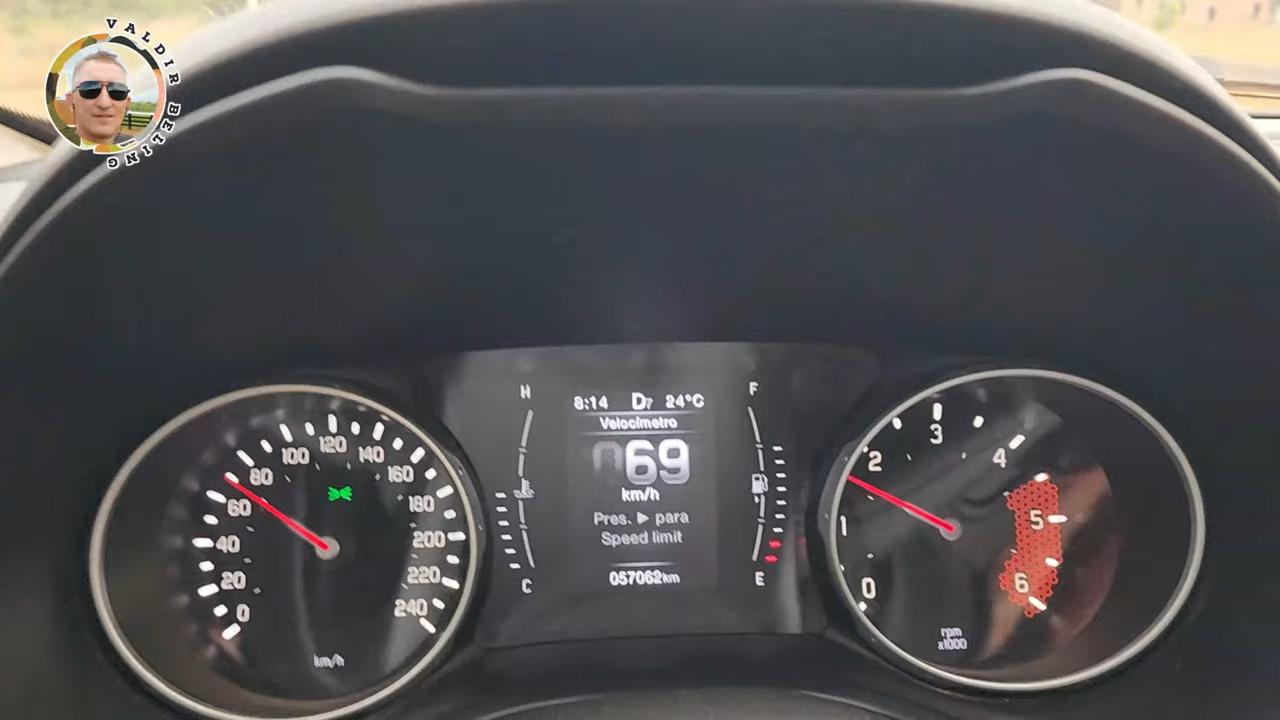 VALDIR BELING
H
F
8:14 D7 24°C
Velocímetro
69
km/h
Pres. ▶ para
Speed limit
057062km
C
E
0
20
40
60
80
100
120
140
160
180
200
220
240
km/h
0
1
2
3
4
5
6
rpm
x1000